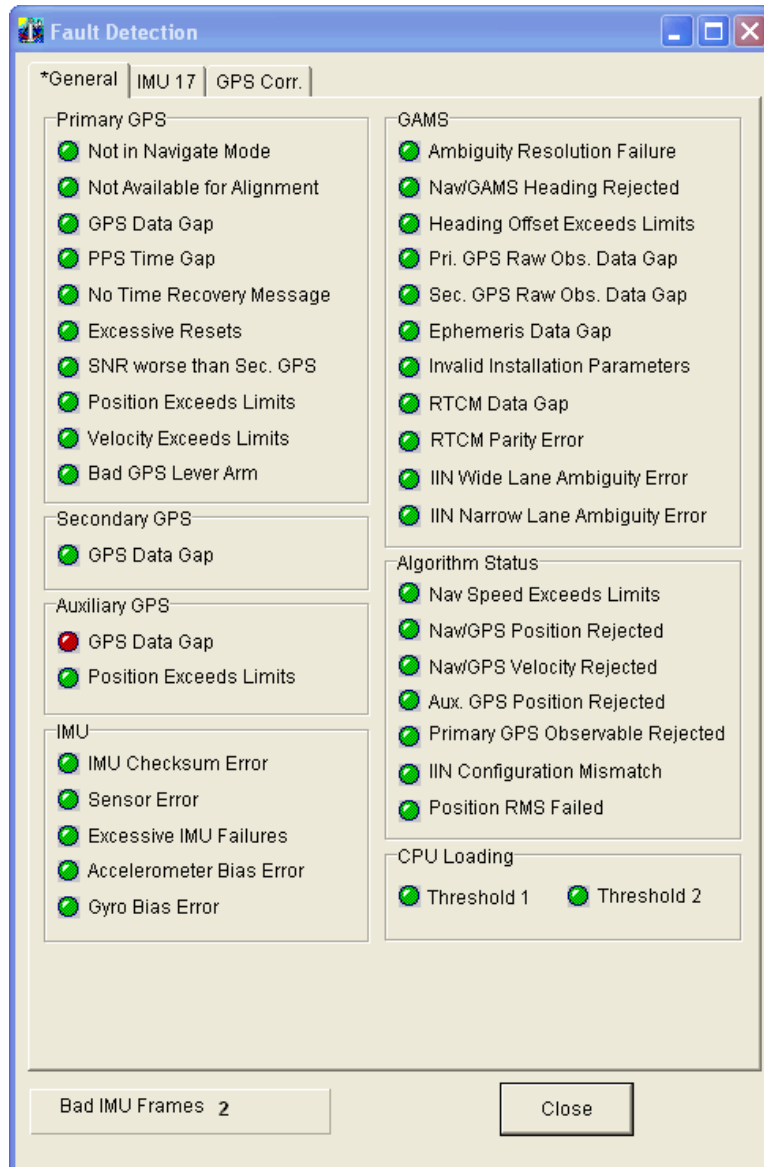 Fault Detection
*General
IMU 17
GPS Corr.
Primary GPS
Not in Navigate Mode
Not Available for Alignment
GPS Data Gap
PPS Time Gap
No Time Recovery Message
Excessive Resets
SNR worse than Sec. GPS
Position Exceeds Limits
Velocity Exceeds Limits
Bad GPS Lever Arm
Secondary GPS
GPS Data Gap
Auxiliary GPS
GPS Data Gap
Position Exceeds Limits
IMU
IMU Checksum Error
Sensor Error
Excessive IMU Failures
Accelerometer Bias Error
Gyro Bias Error
GAMS
Ambiguity Resolution Failure
Nav/GAMS Heading Rejected
Heading Offset Exceeds Limits
Pri. GPS Raw Obs. Data Gap
Sec. GPS Raw Obs. Data Gap
Ephemeris Data Gap
Invalid Installation Parameters
RTCM Data Gap
RTCM Parity Error
IIN Wide Lane Ambiguity Error
IIN Narrow Lane Ambiguity Error
Algorithm Status
Nav Speed Exceeds Limits
Nav/GPS Position Rejected
Nav/GPS Velocity Rejected
Aux. GPS Position Rejected
Primary GPS Observable Rejected
IIN Configuration Mismatch
Position RMS Failed
CPU Loading
Threshold 1
Threshold 2
Bad IMU Frames 2
Close